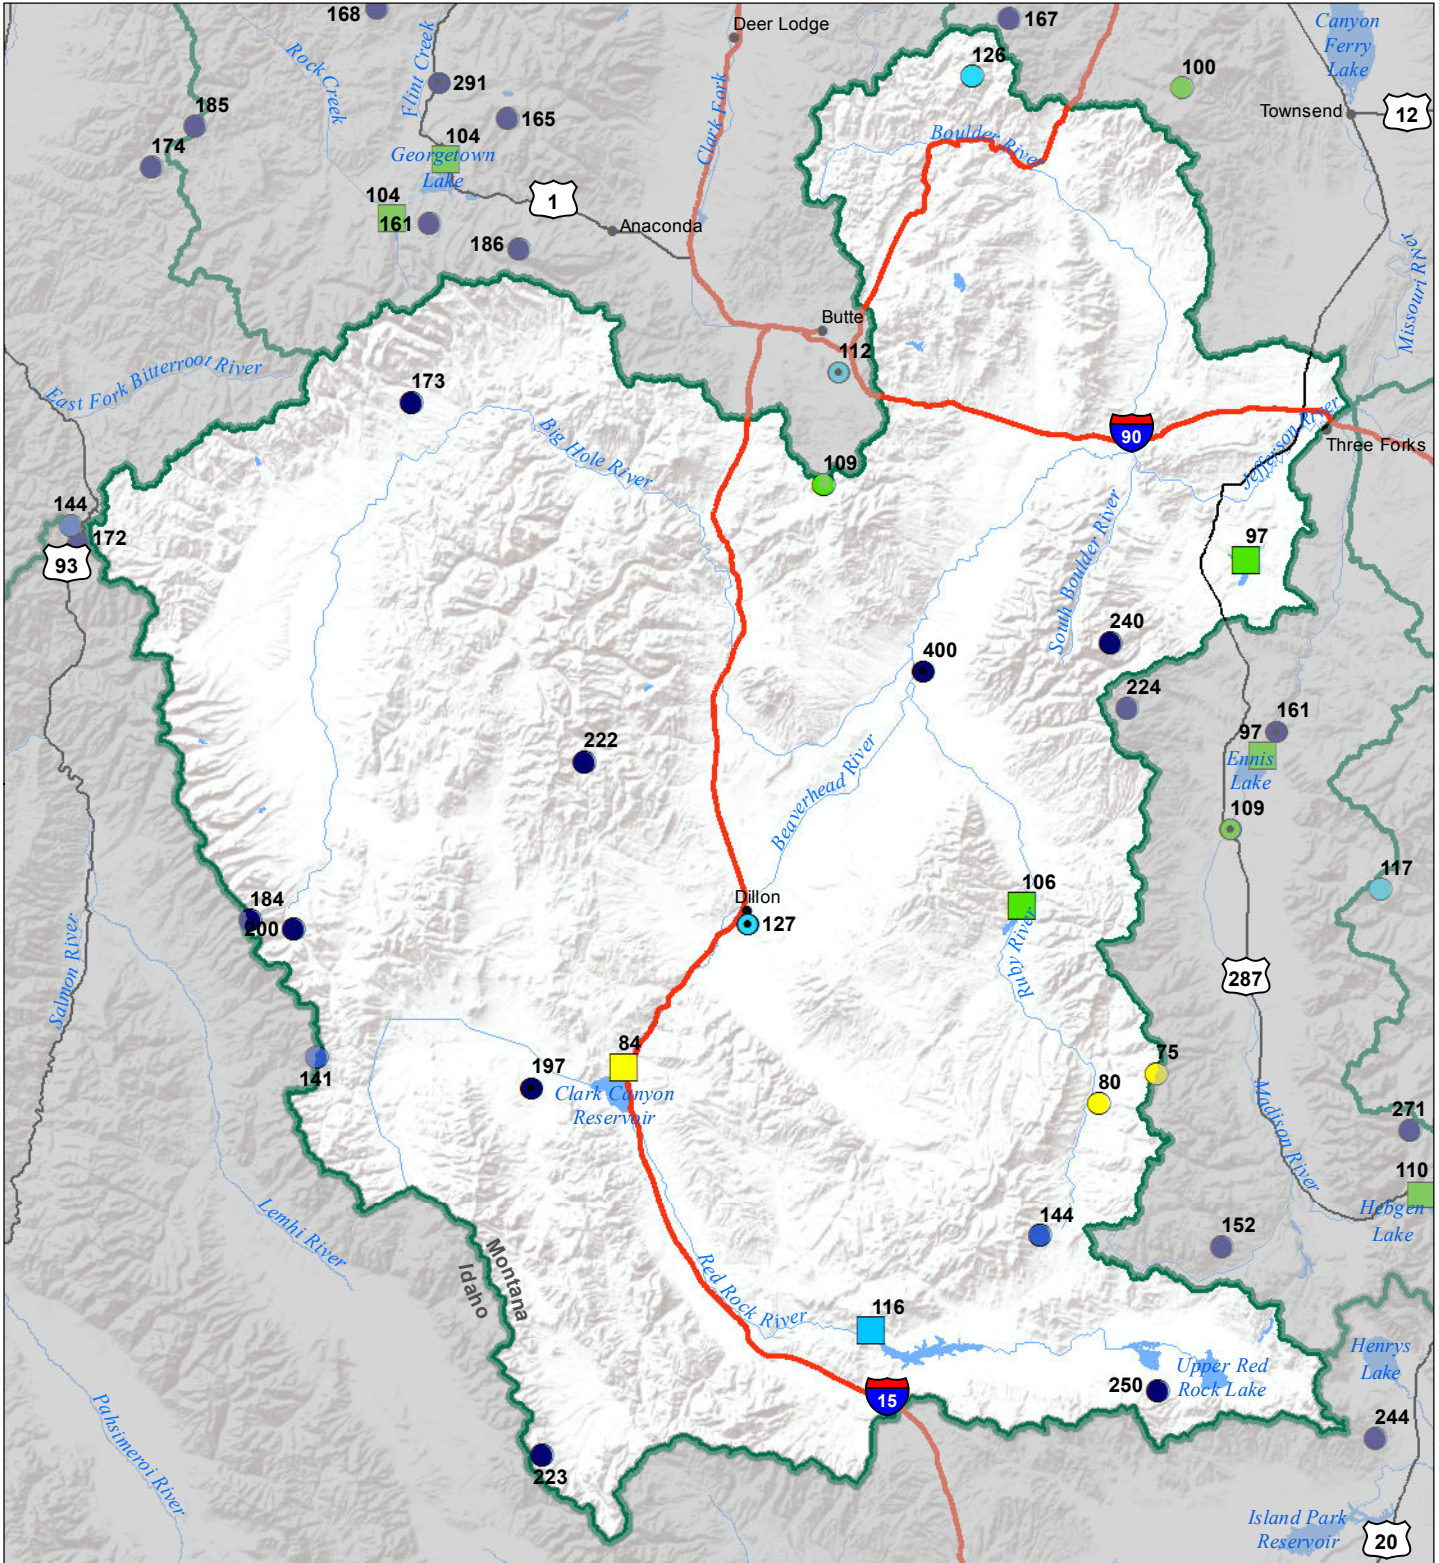 168
Deer Lodge
167
Canyon
Ferry
Lake
Rock Creek
Flint Creek
291
126
100
Clark Fork
Townsend
12
185
165
174
104
Georgetown
Lake
Boulder River
104
161
1
Anaconda
186
Missouri River
Butte
112
East Fork Bitterroot River
173
Big Hole River
90
Jefferson River
Three Forks
109
144
172
93
South Boulder River
97
240
400
224
161
97
Ennis
Lake
222
Beaverhead River
109
117
184
200
Dillon
127
106
Ruby River
Salmon River
287
84
197
Clark Canyon
Reservoir
141
75
80
Madison River
271
110
Hebgen
Lake
Lemhi River
Montana
Idaho
144
152
Red Rock River
116
Henrys
Lake
Upper Red
Rock Lake
250
15
Pahsimeroi River
223
244
Island Park
Reservoir
20